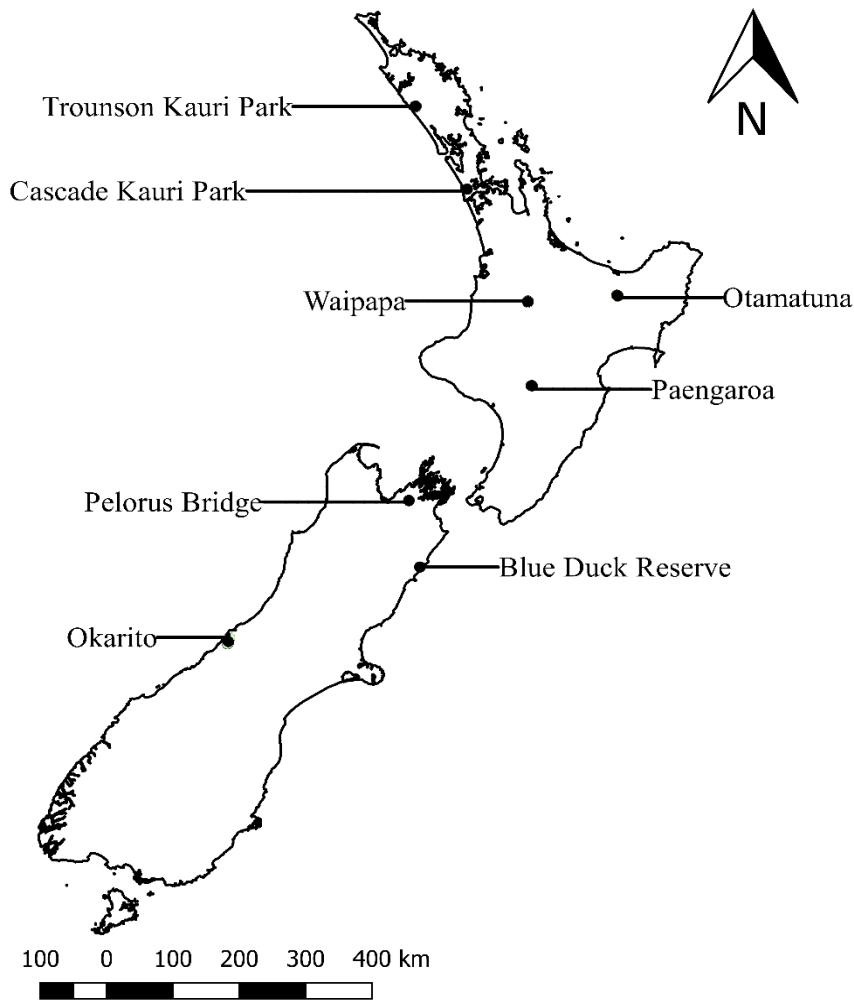 N
Trounson Kauri Park
Cascade Kauri Park
Waipapa
Otamatuna
Paengaroa
Pelorus Bridge
Blue Duck Reserve
Okarito
100 0 100 200 300 400 km